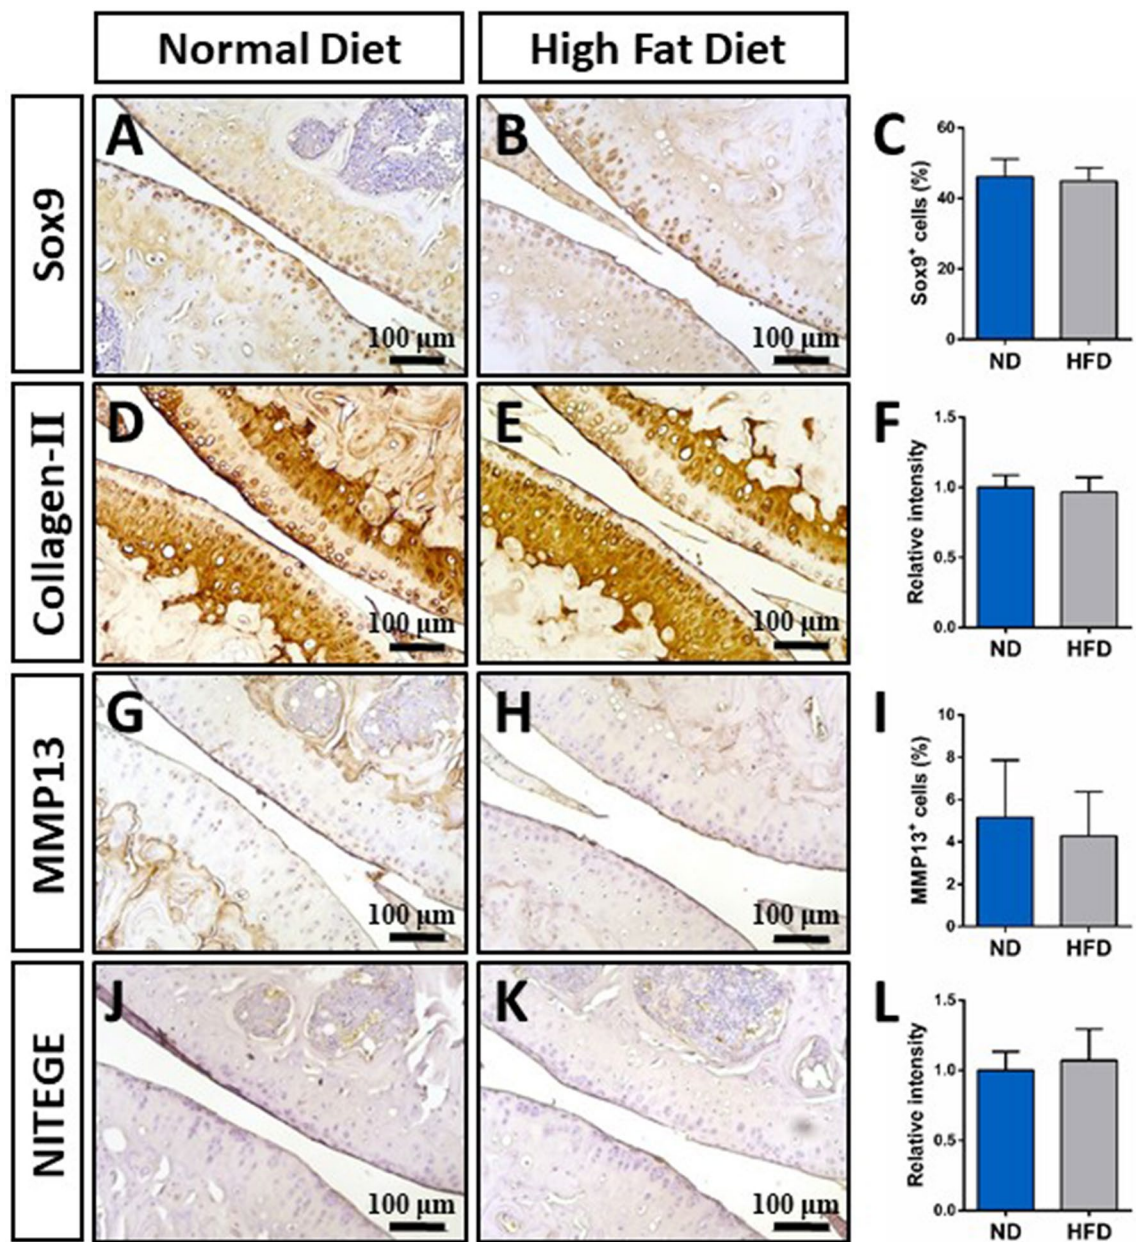 Normal Diet
High Fat Diet
Sox9
A
100 μm
B
100 μm
C
Sox9⁺ cells (%)
60
40
20
0
ND
HFD
Collagen-II
D
100 μm
E
100 μm
F
Relative intensity
1.5
1.0
0.5
0.0
ND
HFD
MMP13
G
100 μm
H
100 μm
I
MMP13⁺ cells (%)
10
8
6
4
2
0
ND
HFD
NITEGE
J
100 μm
K
100 μm
L
Relative intensity
1.5
1.0
0.5
0.0
ND
HFD